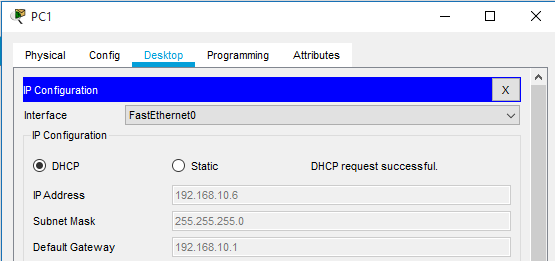 PC1
Physical Config Desktop Programming Attributes
IP Configuration X
Interface FastEthernet0
IP Configuration
DHCP Static DHCP request successful.
IP Address 192.168.10.6
Subnet Mask 255.255.255.0
Default Gateway 192.168.10.1